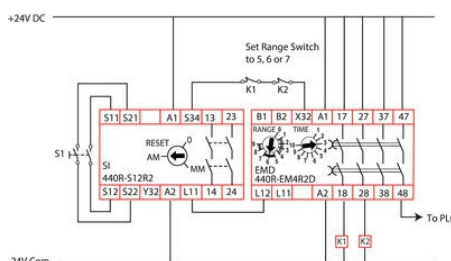 +24V DC
Set Range Switch
to 5, 6 or 7
K1 K2
S11 S21 A1 S34 13 23
B1 B2 X32 A1 17 27 37 47
RESET 0
AM
MM
RANGE TIME
S1
SI
440R-S12R2
EMD
440R-EM4R2D
S12 S22 Y32 A2 L11 14 24
L12 L11 A2 18 28 38 48
To PLC
K1 K2
24V Com